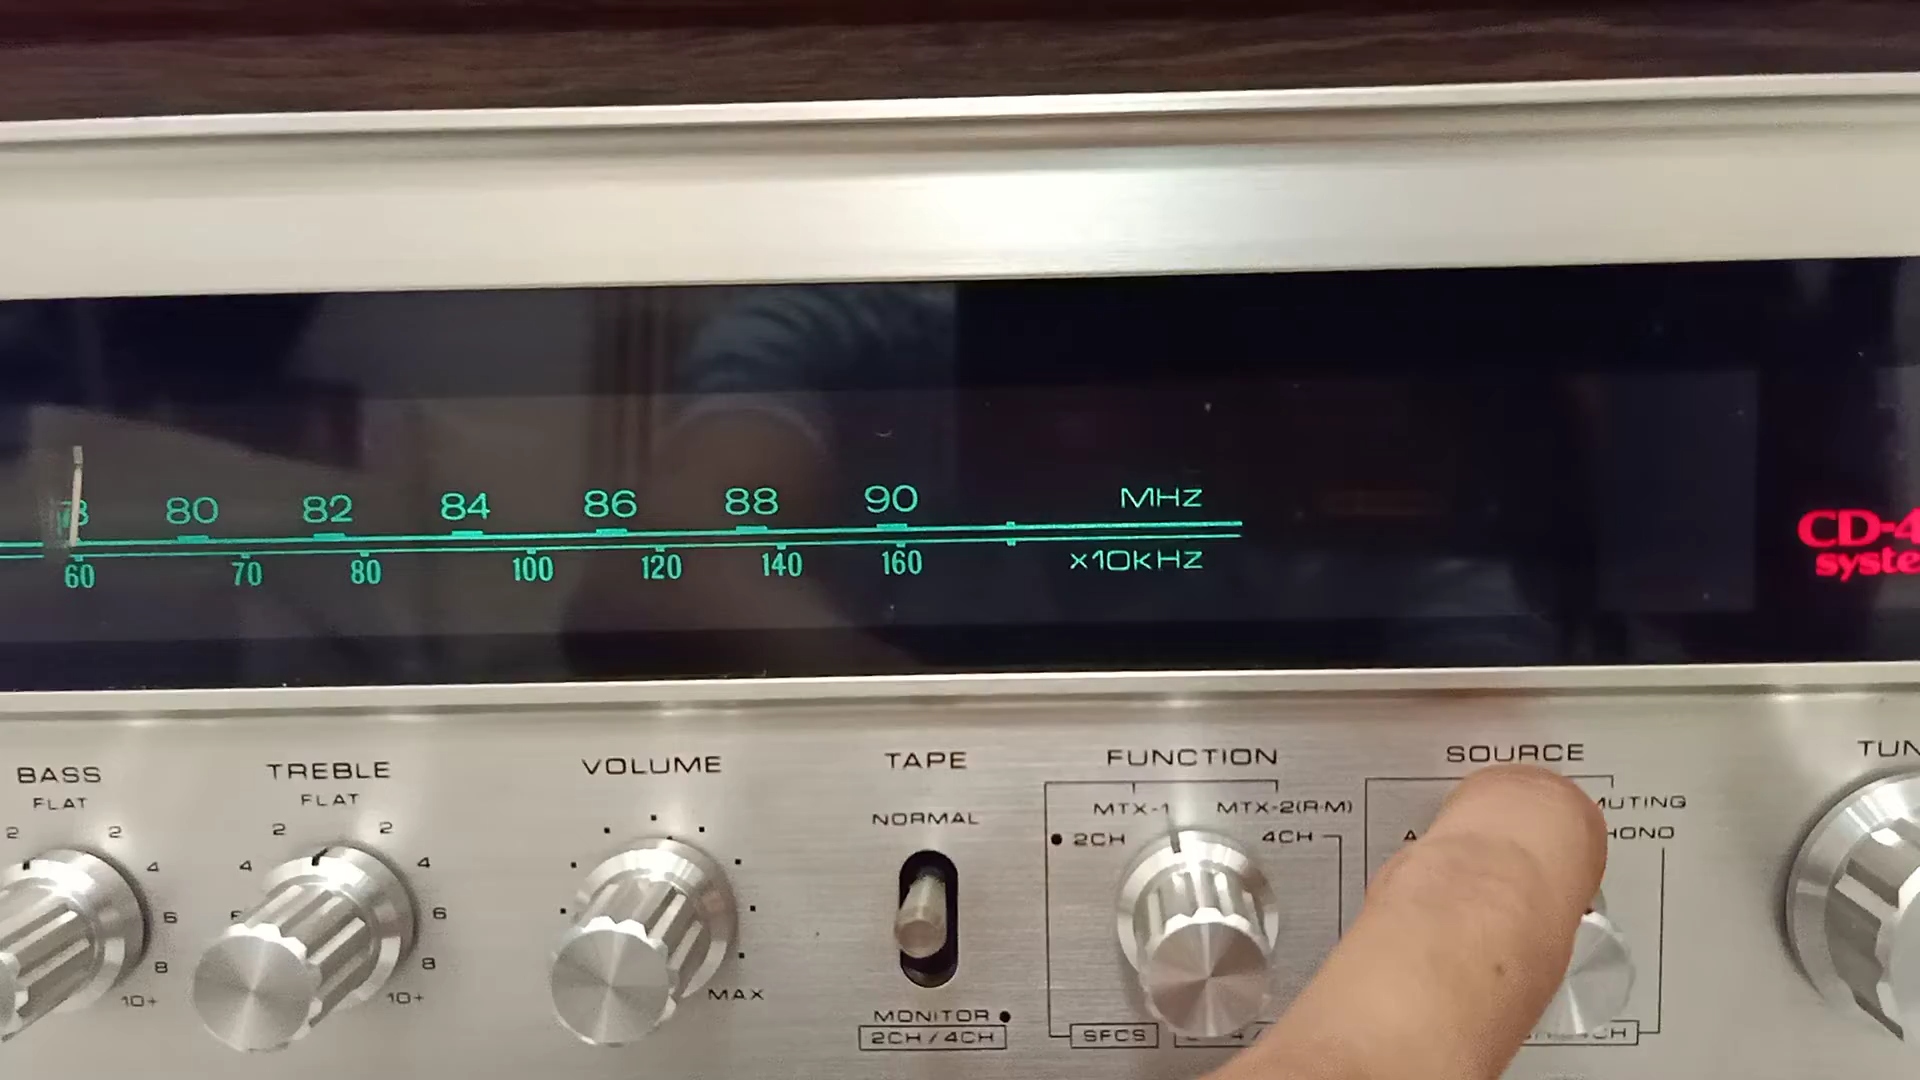 78 80 82 84 86 88 90 MHz
60 70 80 100 120 140 160 x10KHz
CD-4
syste
BASS
FLAT
2 2
4
6
8
10+
TREBLE
FLAT
2 2
4 4
6
8
10+
VOLUME
MAX
TAPE
NORMAL
MONITOR
2CH/4CH
FUNCTION
MTX-1 MTX-2(R·M)
2CH 4CH
SFCS
SOURCE
MUTING
TUN